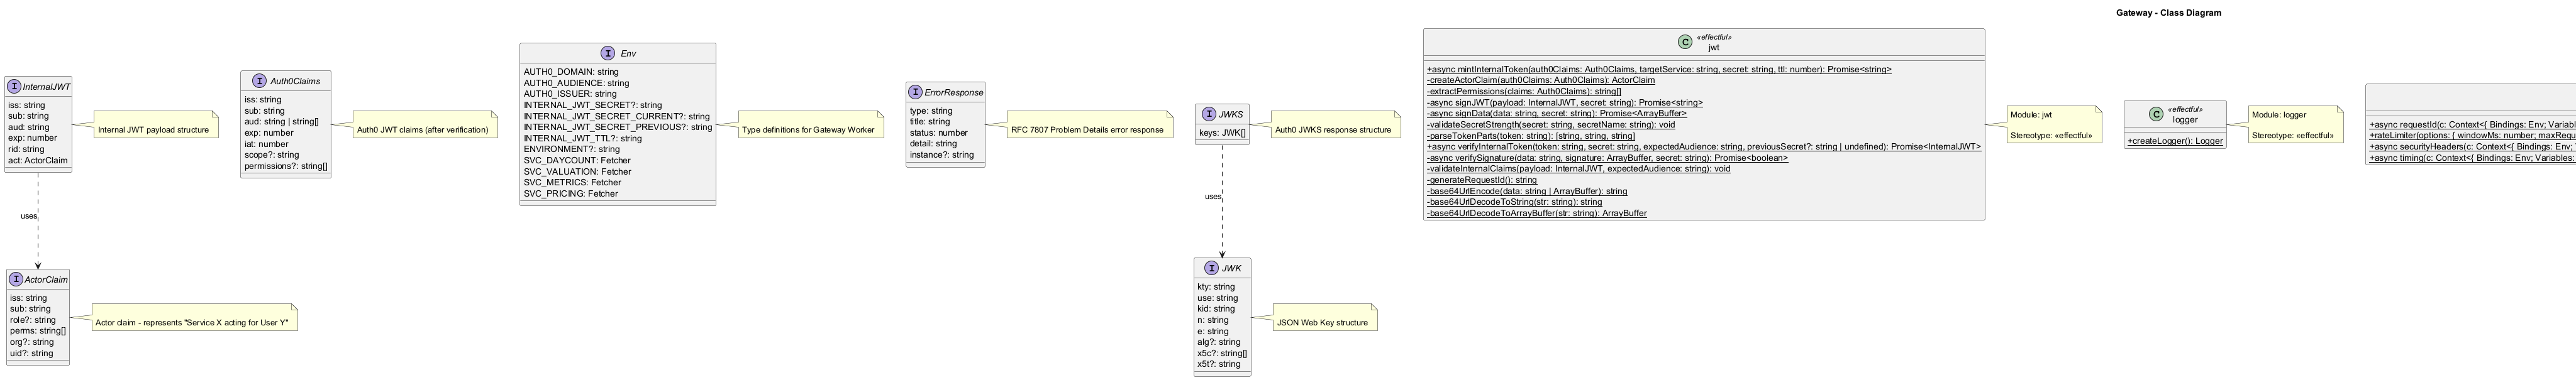 Gateway - Class Diagram
I InternalJWT
iss: string
sub: string
aud: string
exp: number
rid: string
act: ActorClaim
Internal JWT payload structure
I Auth0Claims
iss: string
sub: string
aud: string | string[]
exp: number
iat: number
scope?: string
permissions?: string[]
Auth0 JWT claims (after verification)
I Env
AUTH0_DOMAIN: string
AUTH0_AUDIENCE: string
AUTH0_ISSUER: string
INTERNAL_JWT_SECRET?: string
INTERNAL_JWT_SECRET_CURRENT?: string
INTERNAL_JWT_SECRET_PREVIOUS?: string
INTERNAL_JWT_TTL?: string
ENVIRONMENT?: string
SVC_DAYCOUNT: Fetcher
SVC_VALUATION: Fetcher
SVC_METRICS: Fetcher
SVC_PRICING: Fetcher
Type definitions for Gateway Worker
I ErrorResponse
type: string
title: string
status: number
detail: string
instance?: string
RFC 7807 Problem Details error response
I JWKS
keys: JWK[]
Auth0 JWKS response structure
C «effectful»
jwt
+async mintInternalToken(auth0Claims: Auth0Claims, targetService: string, secret: string, ttl: number): Promise<string>
-createActorClaim(auth0Claims: Auth0Claims): ActorClaim
-extractPermissions(claims: Auth0Claims): string[]
-async signJWT(payload: InternalJWT, secret: string): Promise<string>
-async signData(data: string, secret: string): Promise<ArrayBuffer>
-validateSecretStrength(secret: string, secretName: string): void
-parseTokenParts(token: string): [string, string, string]
+async verifyInternalToken(token: string, secret: string, expectedAudience: string, previousSecret?: string | undefined): Promise<InternalJWT>
-async verifySignature(data: string, signature: ArrayBuffer, secret: string): Promise<boolean>
-validateInternalClaims(payload: InternalJWT, expectedAudience: string): void
-generateRequestId(): string
-base64UrlEncode(data: string | ArrayBuffer): string
-base64UrlDecodeToString(str: string): string
-base64UrlDecodeToArrayBuffer(str: string): ArrayBuffer
Module: jwt
Stereotype: «effectful»
C «effectful»
logger
+createLogger(): Logger
Module: logger
Stereotype: «effectful»
+async requestId(c: Context<{ Bindings: Env; Variabl
+rateLimiter(options: { windowMs: number; maxRequ
+async securityHeaders(c: Context<{ Bindings: Env;
+async timing(c: Context<{ Bindings: Env; Variables:
uses
uses
I ActorClaim
iss: string
sub: string
role?: string
perms: string[]
org?: string
uid?: string
Actor claim - represents "Service X acting for User Y"
I JWK
kty: string
use: string
kid: string
n: string
e: string
alg?: string
x5c?: string[]
x5t?: string
JSON Web Key structure